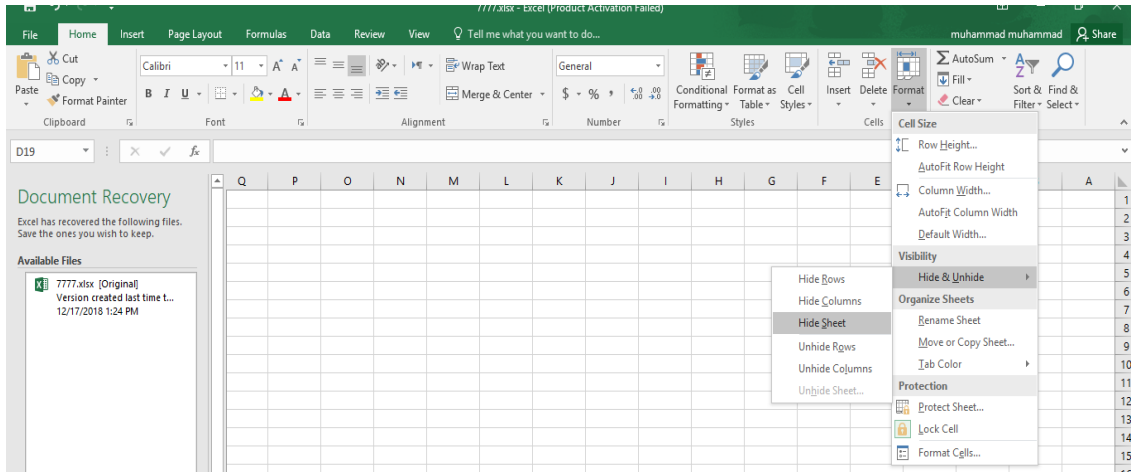 7777.xlsx - Excel (Product Activation Failed)
File Home Insert Page Layout Formulas Data Review View Tell me what you want to do... muhammad muhammad Share
Cut
Copy
Format Painter
Paste
Clipboard
Calibri 11 A A
B I U A
Font
Wrap Text
Merge & Center
Alignment
General
$ % , .0 .00 .00 .0
Number
Conditional Formatting
Format as Table
Cell Styles
Styles
Insert Delete Format
Cells
AutoSum
Fill
Clear
Sort & Filter
Find & Select
D19 fx
Q P O N M L K J I H G F E A
Document Recovery
Excel has recovered the following files.
Save the ones you wish to keep.
Available Files
7777.xlsx [Original]
Version created last time t...
12/17/2018 1:24 PM
Cell Size
Row Height...
AutoFit Row Height
Column Width...
AutoFit Column Width
Default Width...
Visibility
Hide & Unhide
Organize Sheets
Rename Sheet
Move or Copy Sheet...
Tab Color
Protection
Protect Sheet...
Lock Cell
Format Cells...
Hide Rows
Hide Columns
Hide Sheet
Unhide Rows
Unhide Columns
Unhide Sheet...
1
2
3
4
5
6
7
8
9
10
11
12
13
14
15